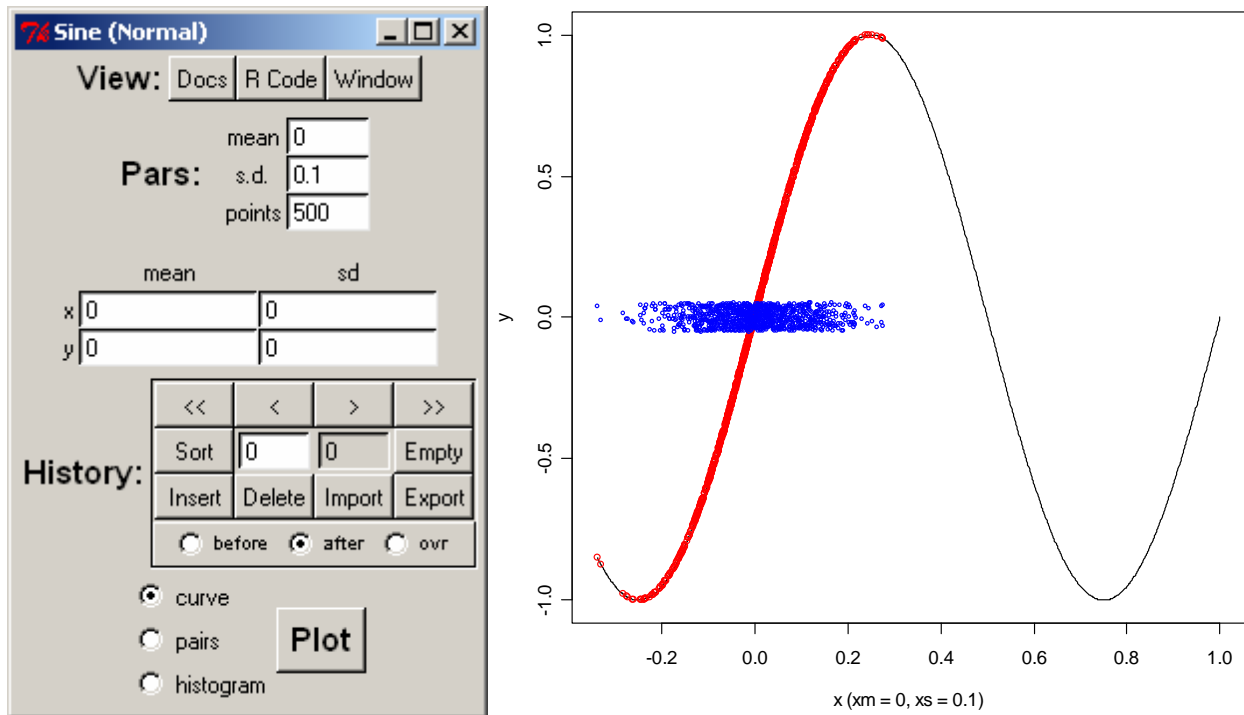 Sine (Normal)
View: Docs R Code Window
Pars:
mean 0
s.d. 0.1
points 500
mean sd
x 0 0
y 0 0
History:
<< < > >>
Sort 0 0 Empty
Insert Delete Import Export
before after ovr
curve
pairs
histogram
Plot
y
1.0
0.5
0.0
-0.5
-1.0
-0.2 0.0 0.2 0.4 0.6 0.8 1.0
x (xm = 0, xs = 0.1)